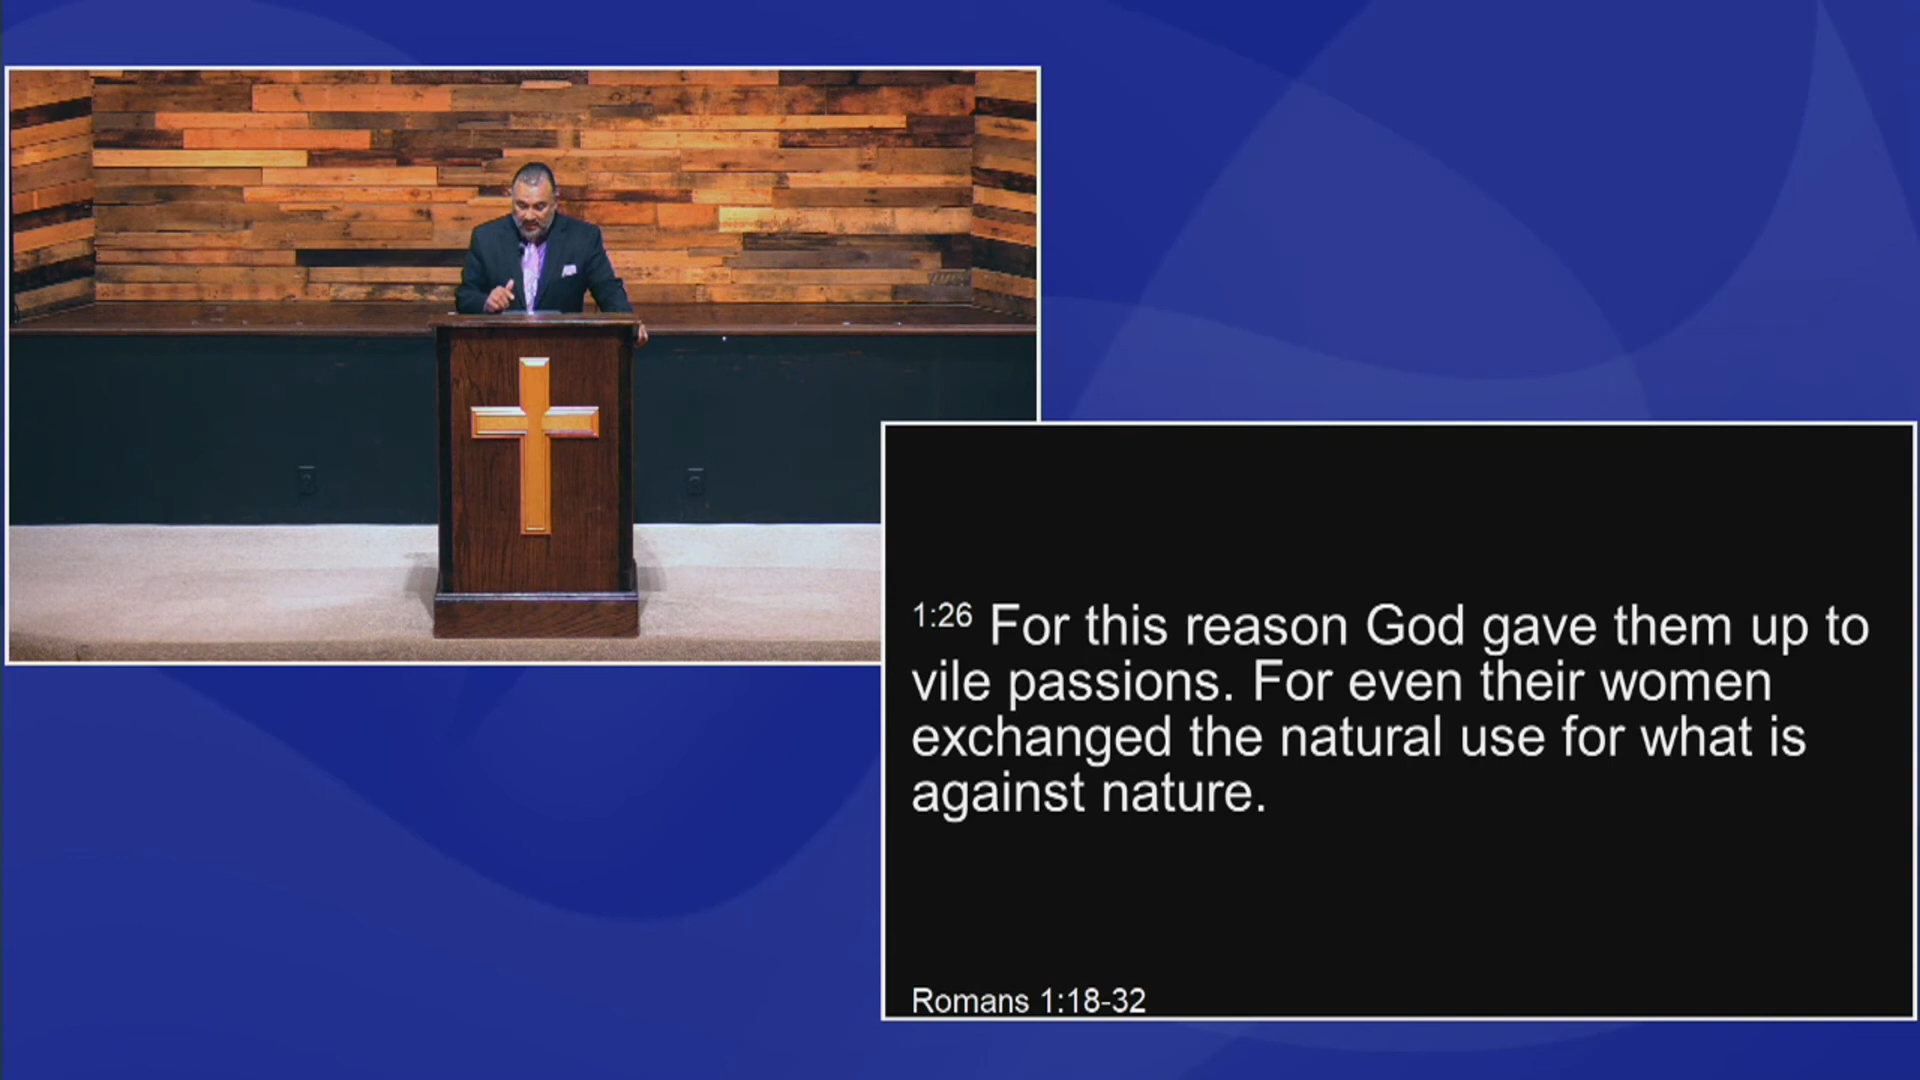 1:26 For this reason God gave them up to
vile passions. For even their women
exchanged the natural use for what is
against nature.
Romans 1:18-32